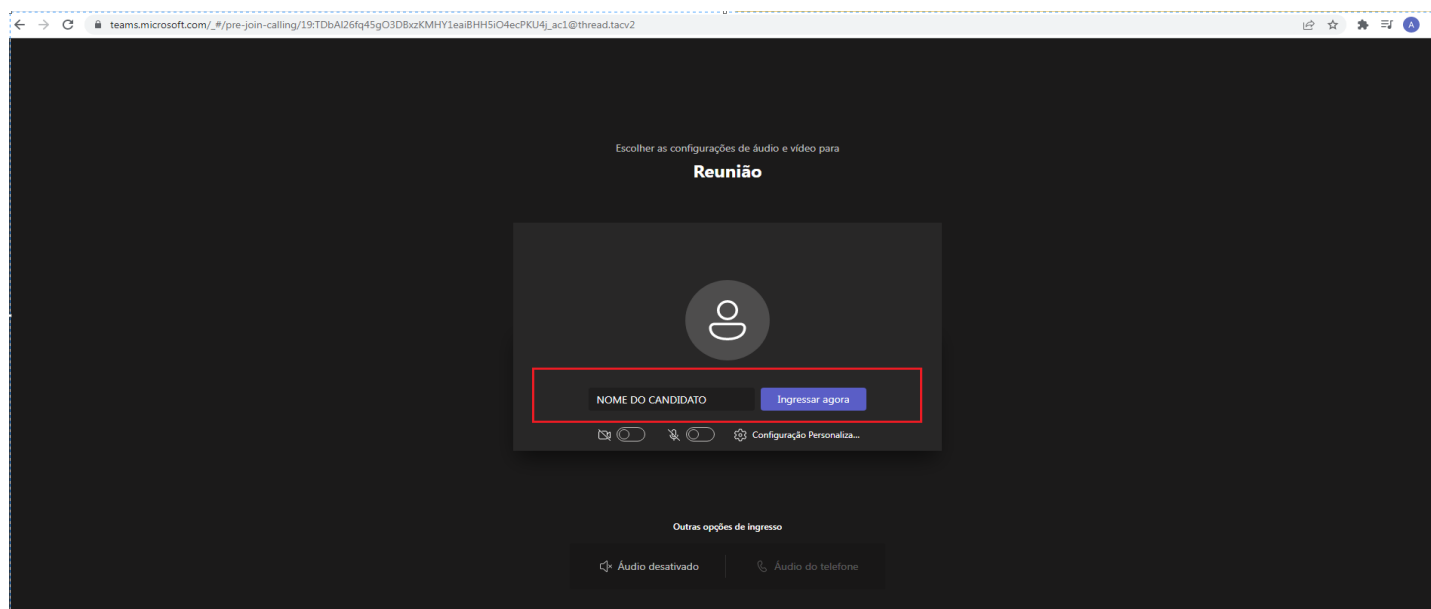 teams.microsoft.com/_#/pre-join-calling/19:TDbAI26fq45gO3DBxzKMHY1eaiBHH5iO4ecPKU4j_ac1@thread.tacv2
A
Escolher as configurações de áudio e vídeo para
Reunião
NOME DO CANDIDATO Ingressar agora
Configuração Personaliza...
Outras opções de ingresso
Áudio desativado Áudio do telefone